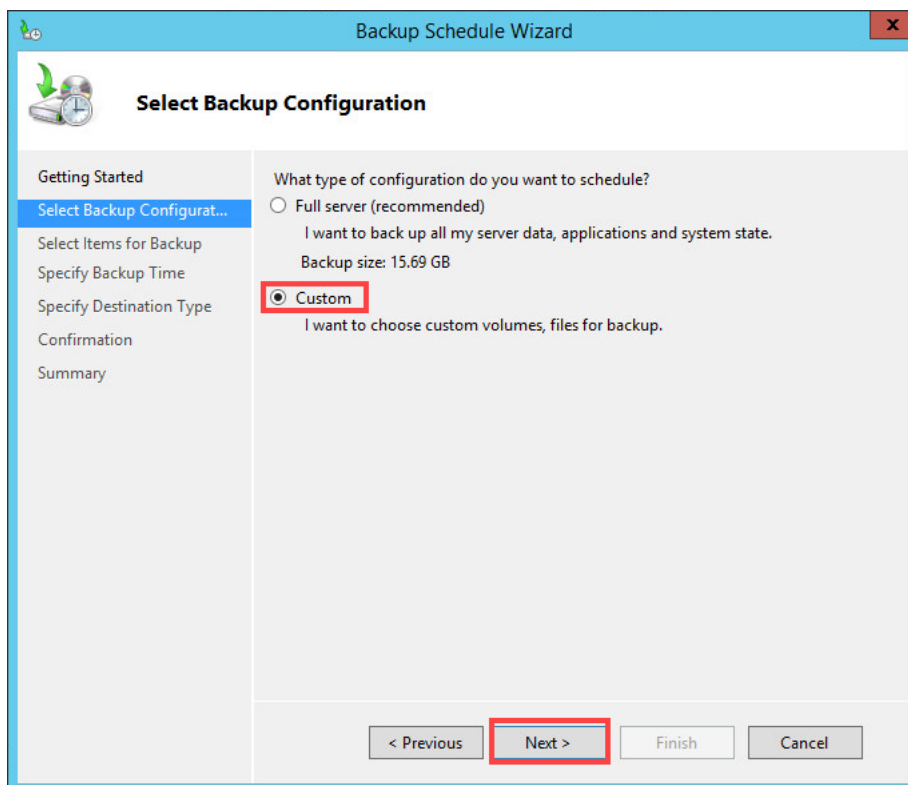 Backup Schedule Wizard
x
Select Backup Configuration
Getting Started
Select Backup Configurat...
Select Items for Backup
Specify Backup Time
Specify Destination Type
Confirmation
Summary
What type of configuration do you want to schedule?
Full server (recommended)
I want to back up all my server data, applications and system state.
Backup size: 15.69 GB
Custom
I want to choose custom volumes, files for backup.
< Previous
Next >
Finish
Cancel